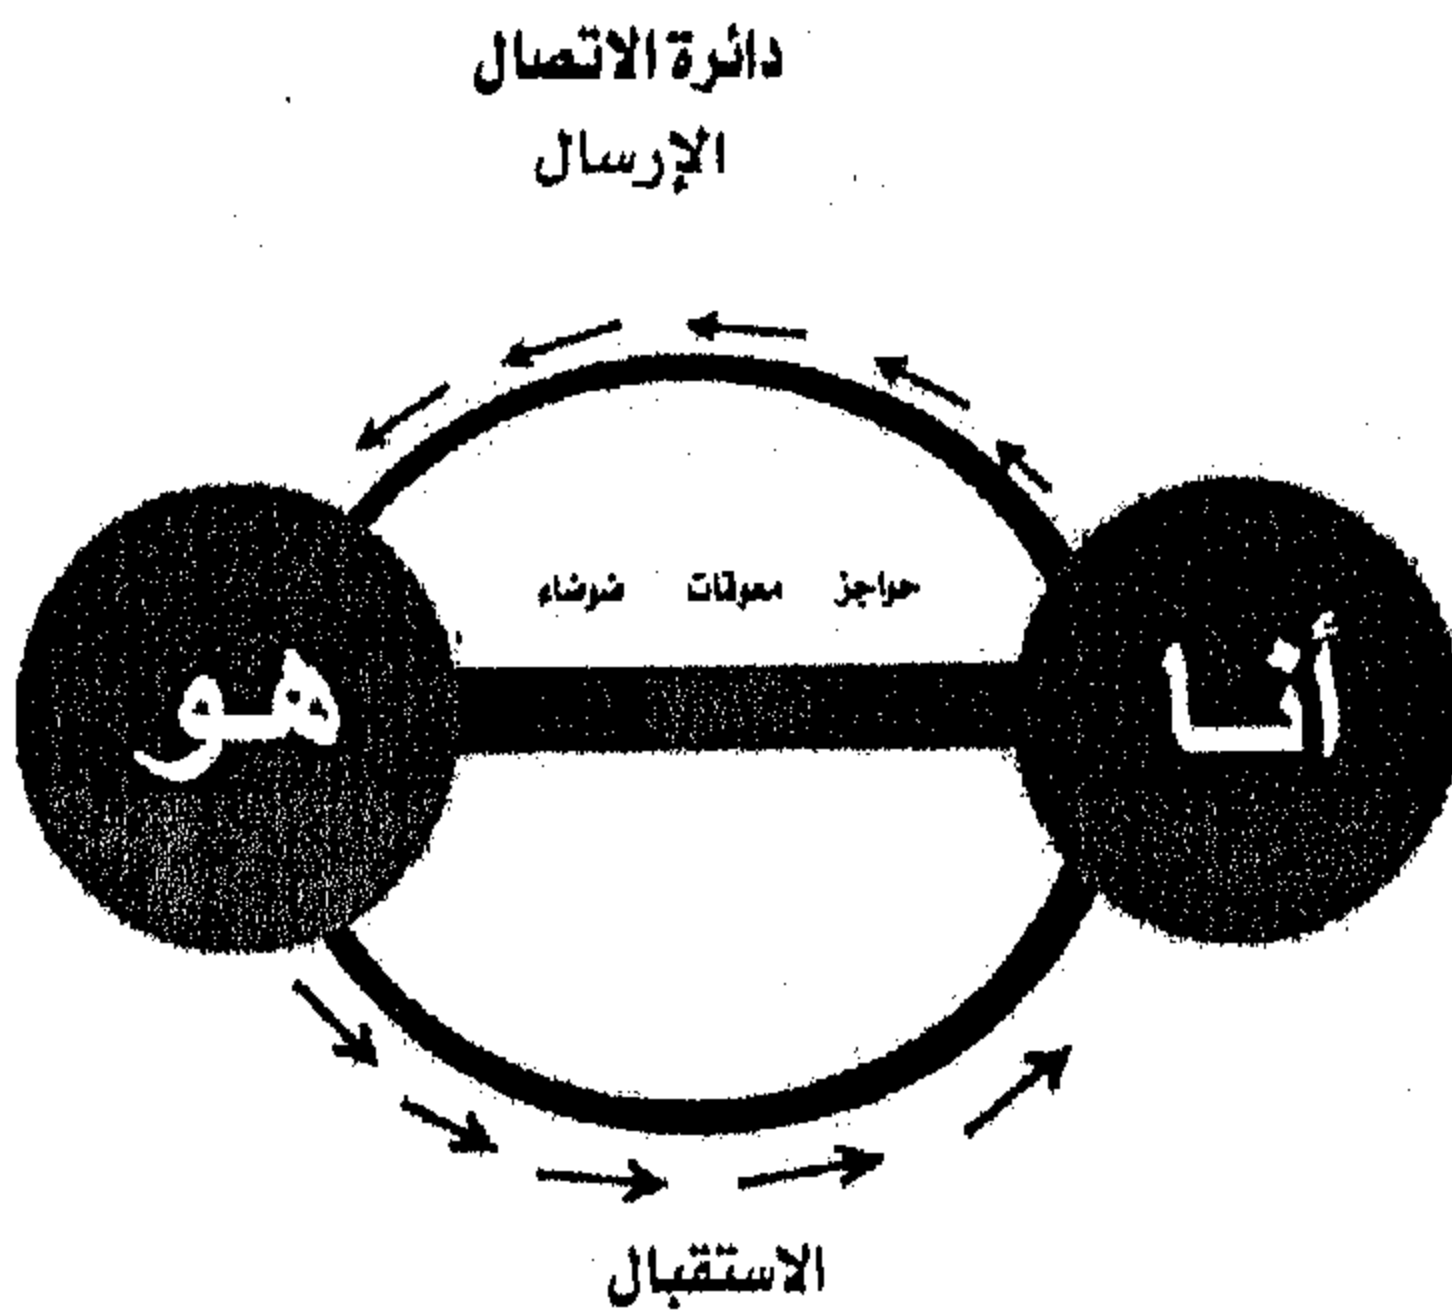 دائرة الاتصال
الإرسال
حواجز معوقات ضوضاء
أنا
هو
الاستقبال